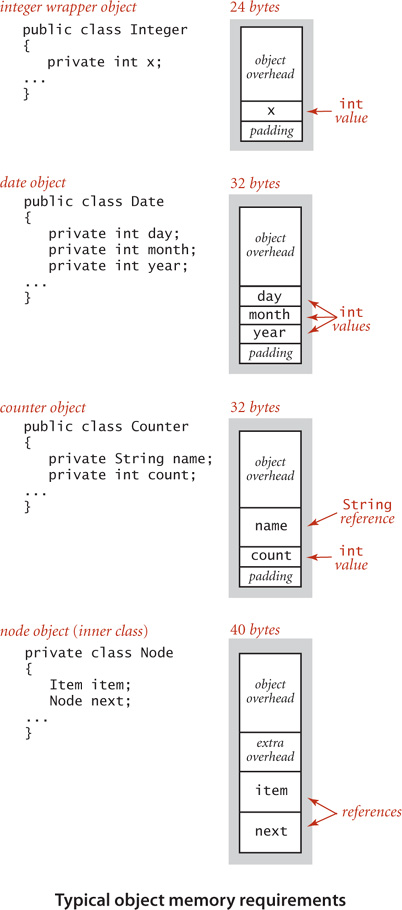 integer wrapper object
24 bytes
public class Integer
{
private int x;
...
}
object
overhead
x
padding
int
value
date object
32 bytes
public class Date
{
private int day;
private int month;
private int year;
...
}
object
overhead
day
month
year
padding
int
values
counter object
32 bytes
public class Counter
{
private String name;
private int count;
...
}
object
overhead
name
count
padding
String
reference
int
value
node object (inner class)
40 bytes
private class Node
{
Item item;
Node next;
...
}
object
overhead
extra
overhead
item
next
references
Typical object memory requirements